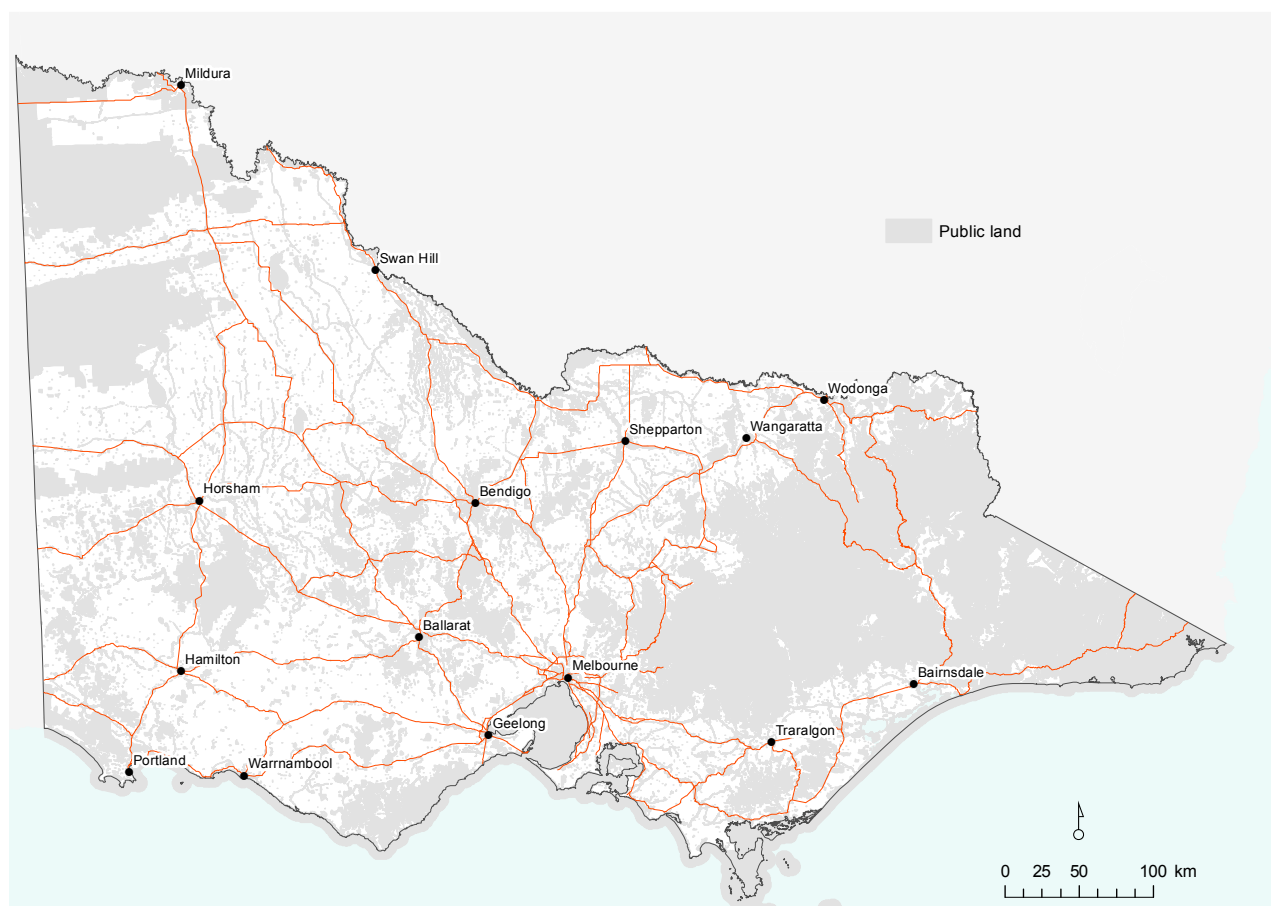 Mildura
Public land
Swan Hill
Wodonga
Shepparton
Wangaratta
Horsham
Bendigo
Ballarat
Hamilton
Melbourne
Bairnsdale
Geelong
Traralgon
Portland
Warrnambool
0 25 50 100 km